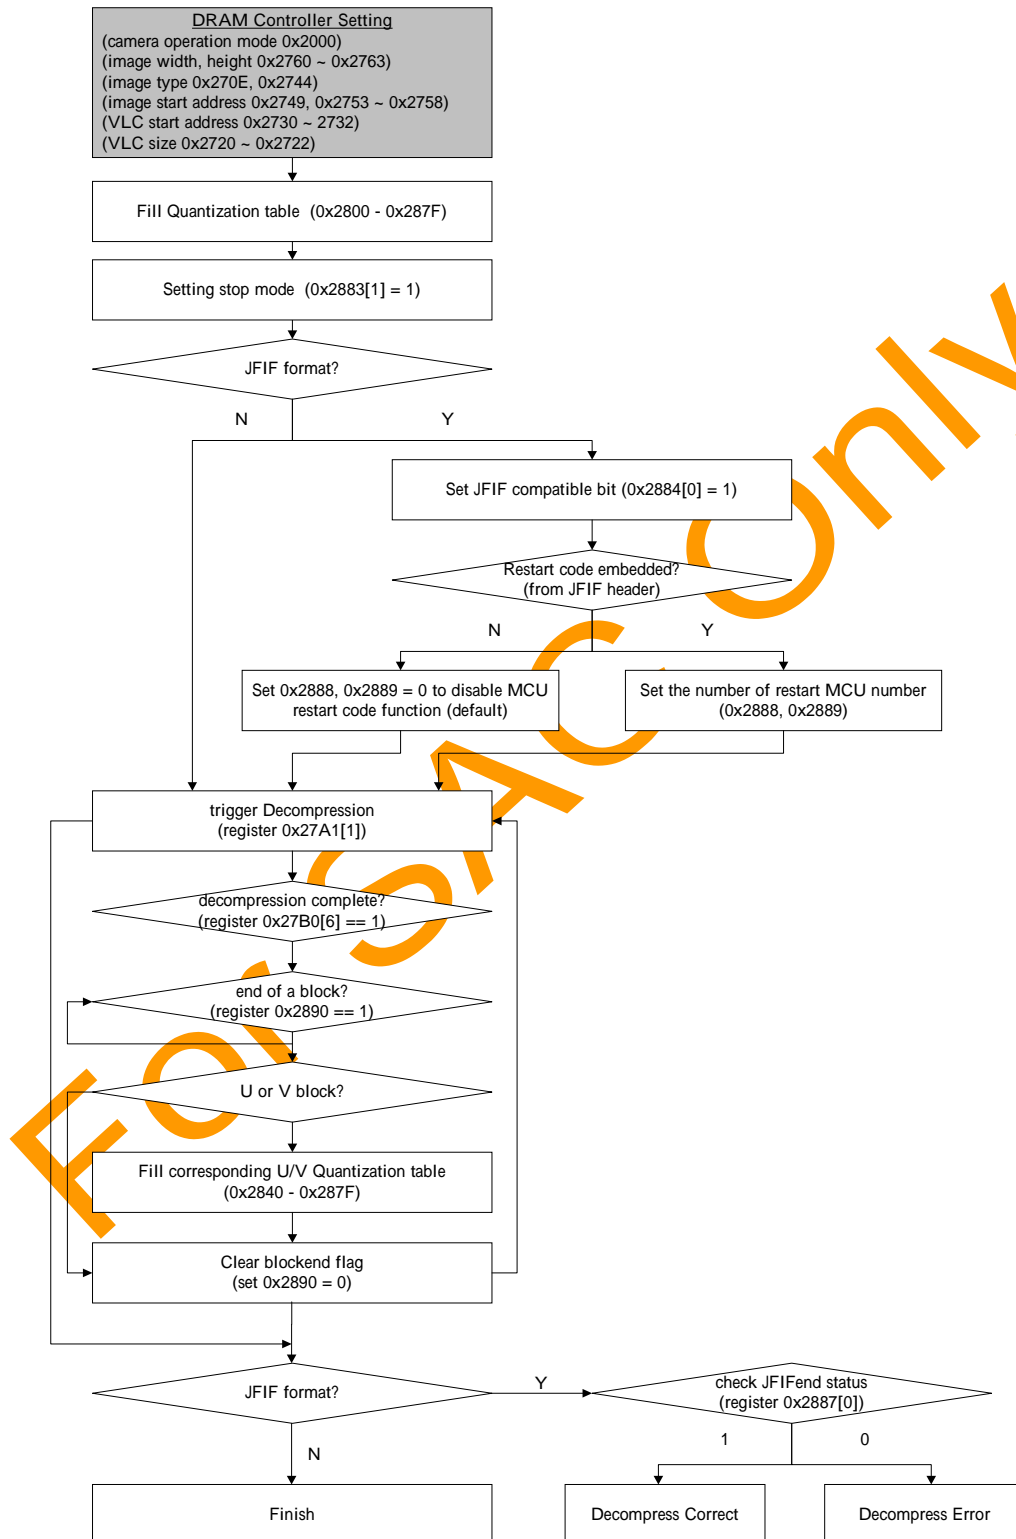 DRAM Controller Setting
(camera operation mode 0x2000)
(image width, height 0x2760 ~ 0x2763)
(image type 0x270E, 0x2744)
(image start address 0x2749, 0x2753 ~ 0x2758)
(VLC start address 0x2730 ~ 2732)
(VLC size 0x2720 ~ 0x2722)
Fill Quantization table (0x2800 - 0x287F)
Setting stop mode (0x2883[1] = 1)
JFIF format?
N
Y
Set JFIF compatible bit (0x2884[0] = 1)
Restart code embedded?
(from JFIF header)
N
Y
Set 0x2888, 0x2889 = 0 to disable MCU
restart code function (default)
Set the number of restart MCU number
(0x2888, 0x2889)
trigger Decompression
(register 0x27A1[1])
decompression complete?
(register 0x27B0[6] == 1)
end of a block?
(register 0x2890 == 1)
U or V block?
Fill corresponding U/V Quantization table
(0x2840 - 0x287F)
Clear blockend flag
(set 0x2890 = 0)
JFIF format?
Y
check JFIFend status
(register 0x2887[0])
N
1
0
Finish
Decompress Correct
Decompress Error
For SAC Only